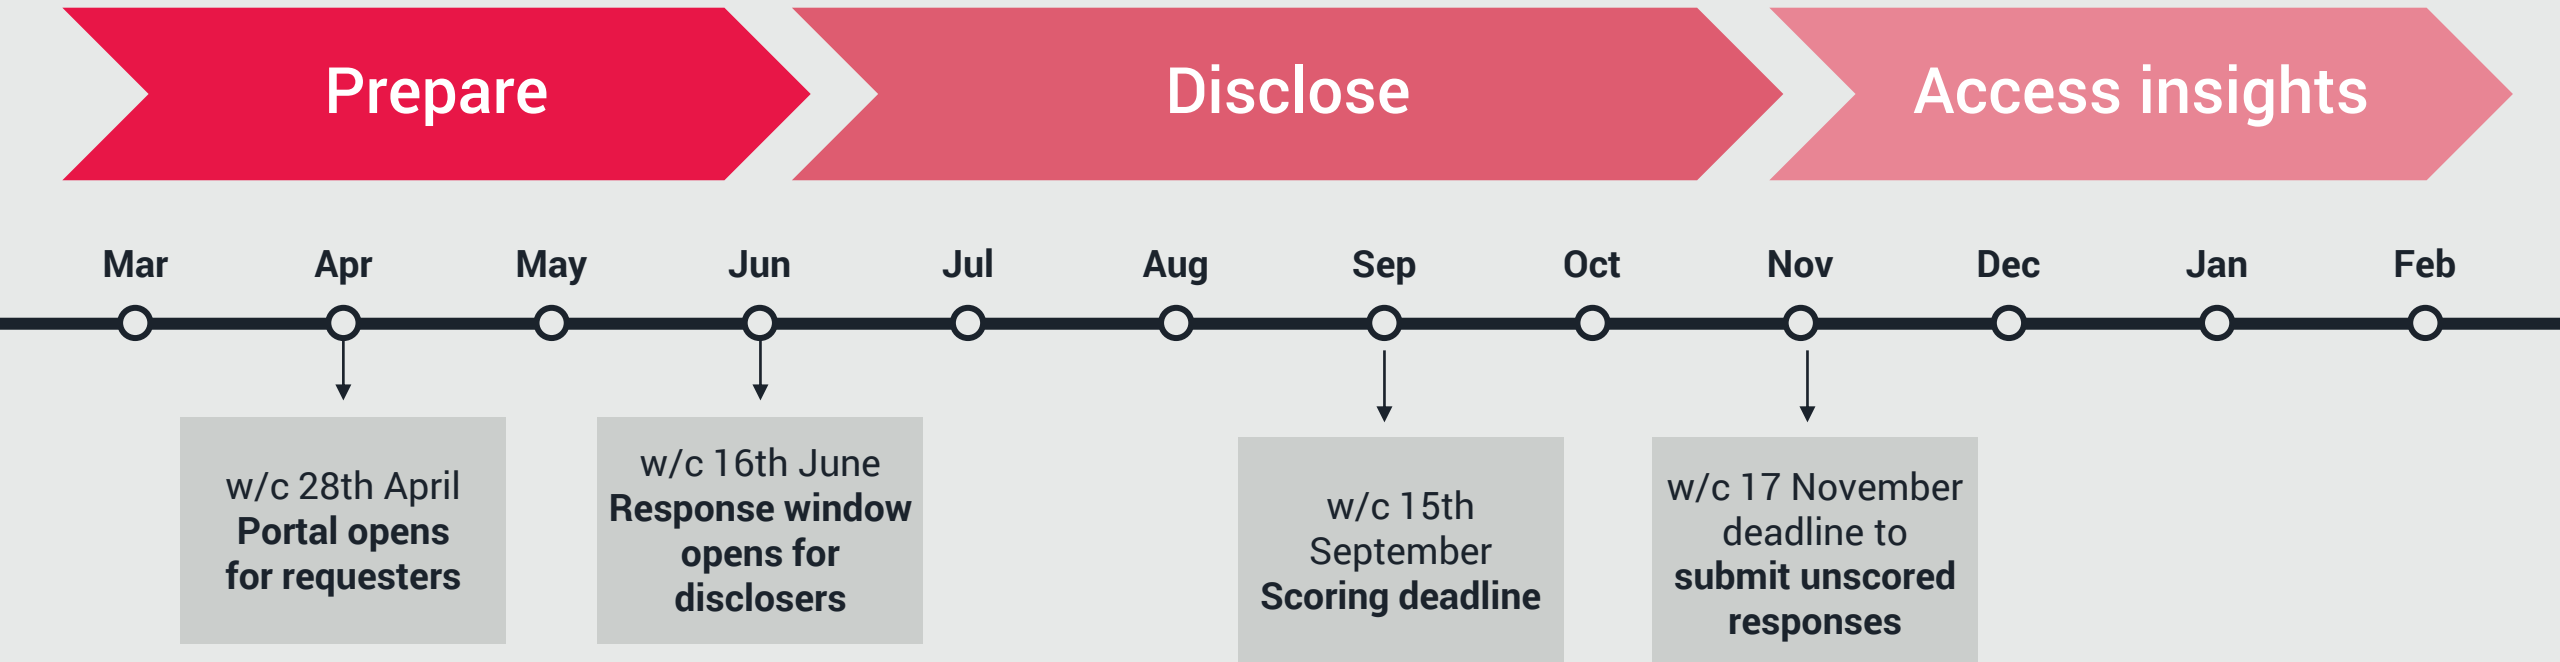 Prepare
Disclose
Access insights
Mar
Apr
May
Jun
Jul
Aug
Sep
Oct
Nov
Dec
Jan
Feb
w/c 28th April
Portal opens
for requesters
w/c 16th June
Response window
opens for
disclosers
w/c 15th
September
Scoring deadline
w/c 17 November
deadline to
submit unscored
responses